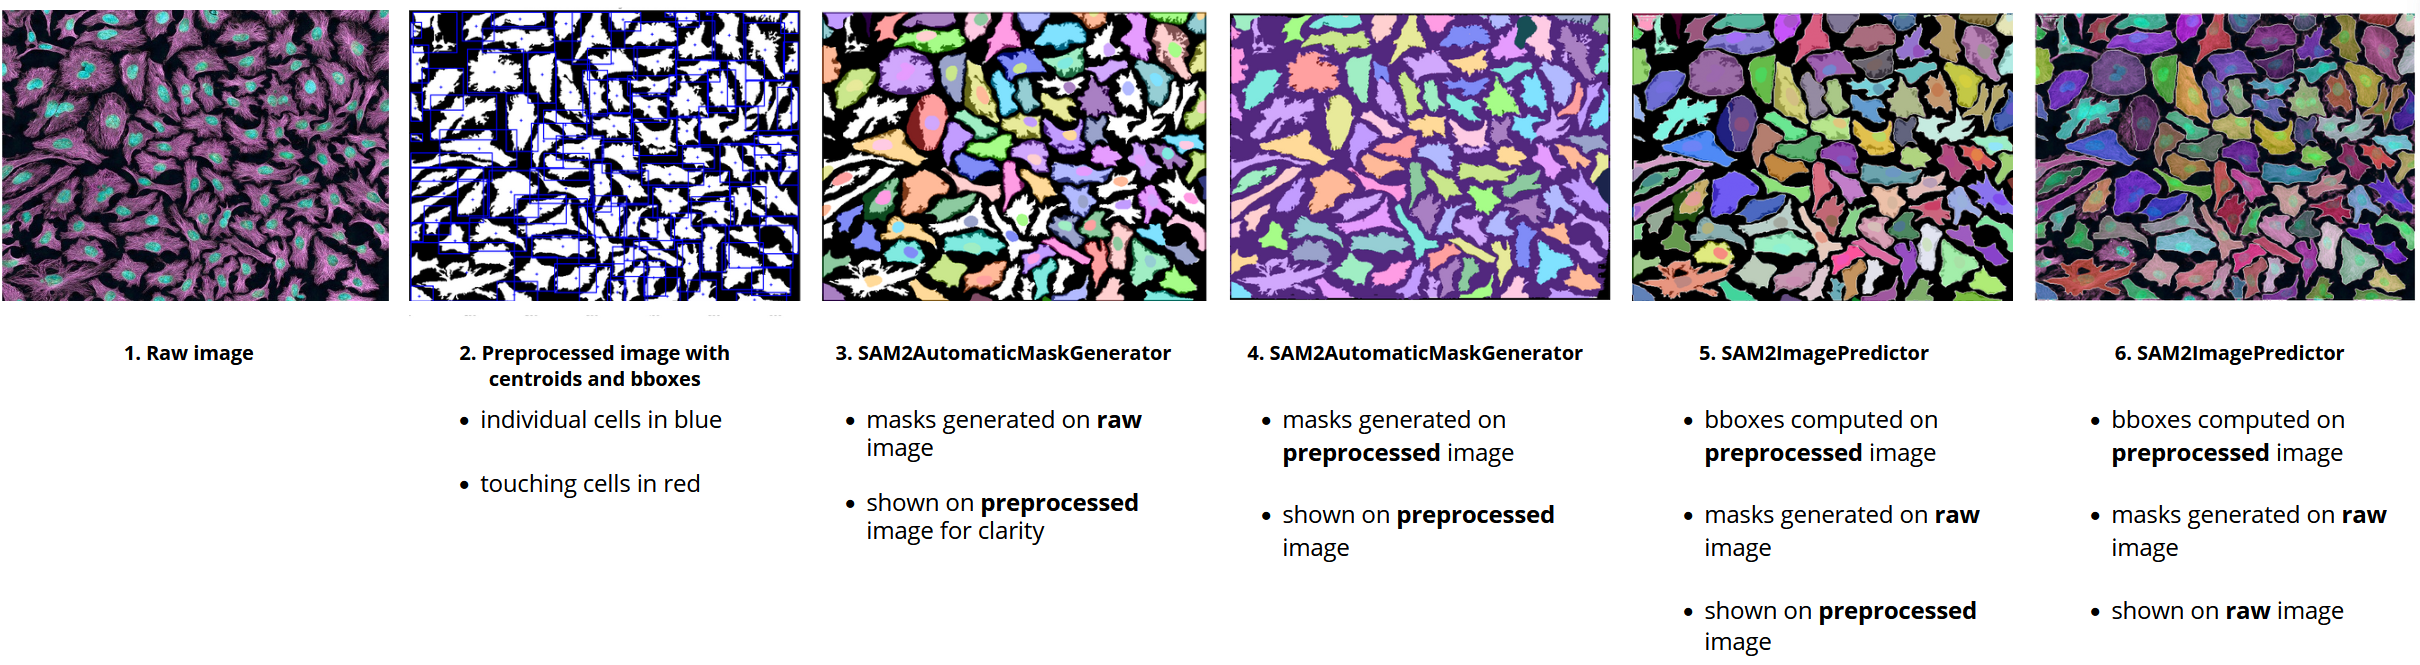 1. Raw image
2. Preprocessed image with
centroids and bboxes
• individual cells in blue
• touching cells in red
3. SAM2AutomaticMaskGenerator
• masks generated on raw
image
• shown on preprocessed
image for clarity
4. SAM2AutomaticMaskGenerator
• masks generated on
preprocessed image
• shown on preprocessed
image
5. SAM2ImagePredictor
• bboxes computed on
preprocessed image
• masks generated on raw
image
• shown on preprocessed
image
6. SAM2ImagePredictor
• bboxes computed on
preprocessed image
• masks generated on raw
image
• shown on raw image